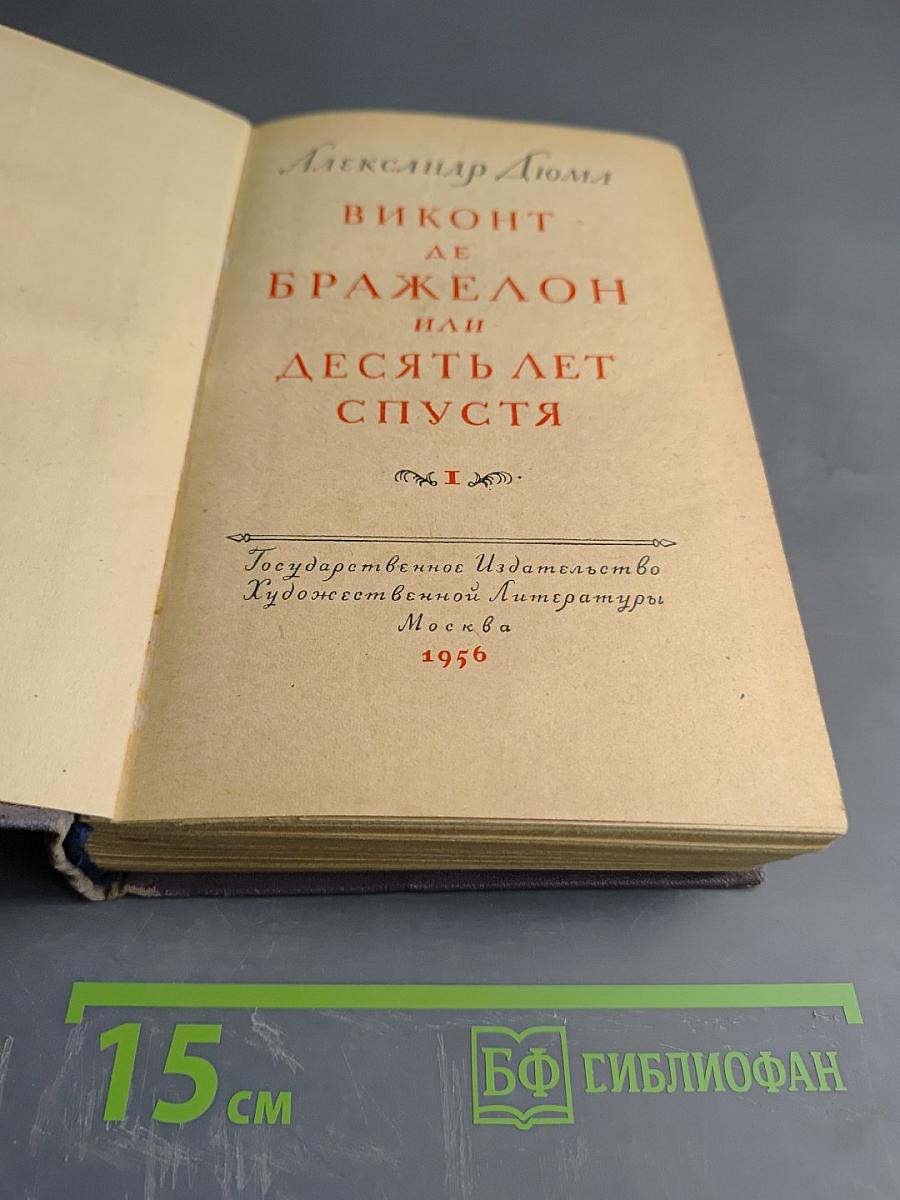 Александр Дюма
ВИКОНТ
ДЕ
БРАЖЕЛОН
ИЛИ
ДЕСЯТЬ ЛЕТ
СПУСТЯ
I
Государственное Издательство
Художественной Литературы
Москва
1956
15 см
БФ БИБЛИОФАН